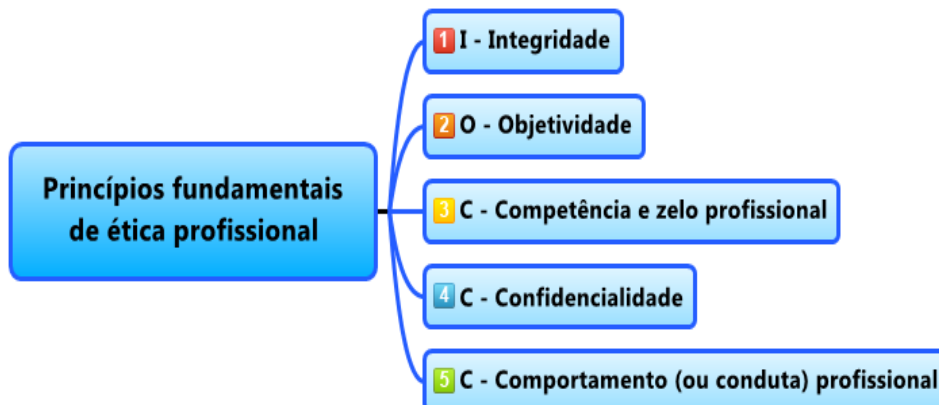 Princípios fundamentais
de ética profissional
1 I - Integridade
2 O - Objetividade
3 C - Competência e zelo profissional
4 C - Confidencialidade
5 C - Comportamento (ou conduta) profissional